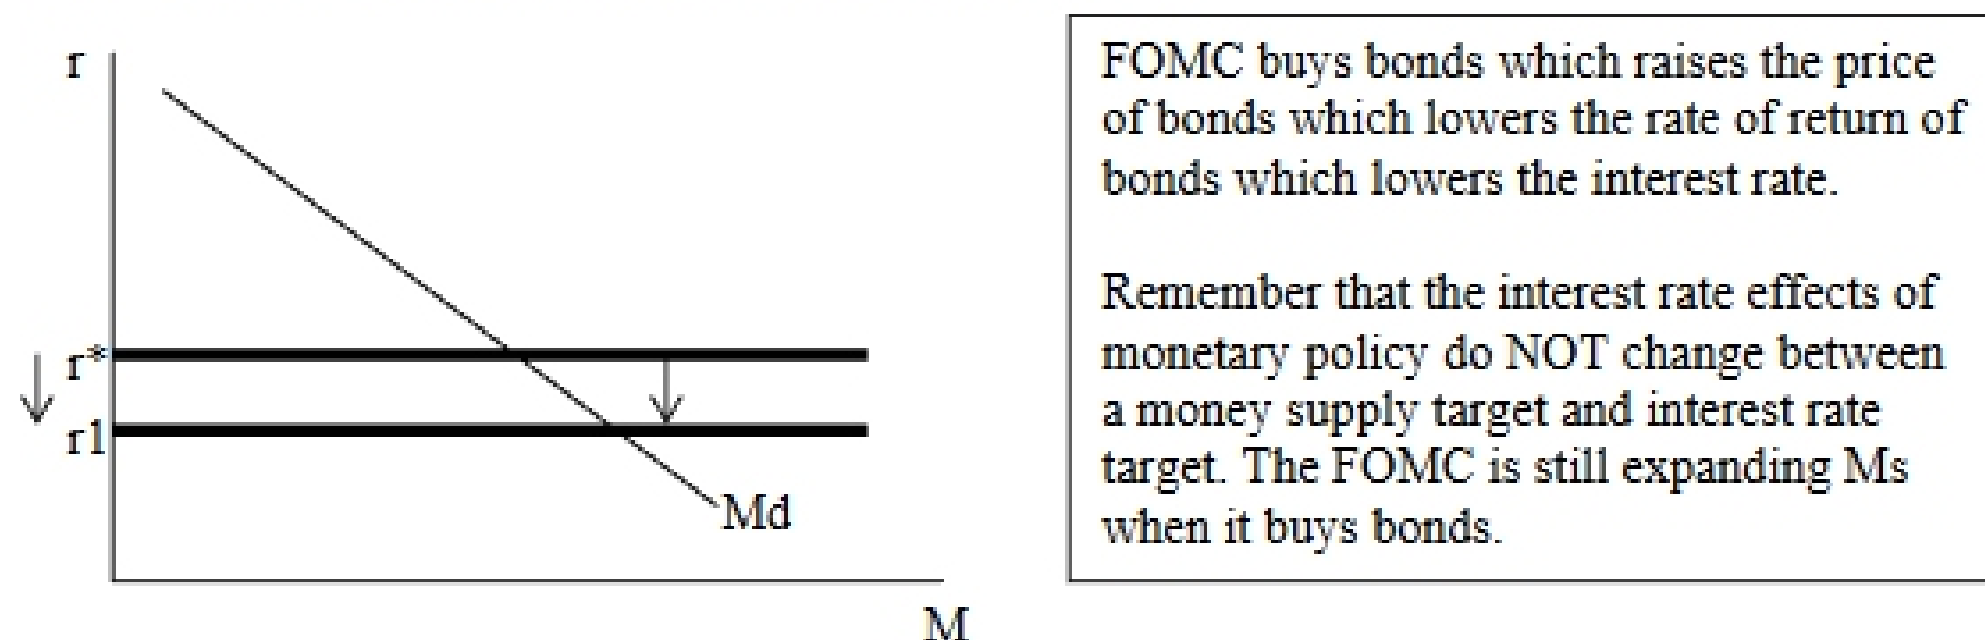 r
r*
r1
Md
M
FOMC buys bonds which raises the price
of bonds which lowers the rate of return of
bonds which lowers the interest rate.
Remember that the interest rate effects of
monetary policy do NOT change between
a money supply target and interest rate
target. The FOMC is still expanding Ms
when it buys bonds.